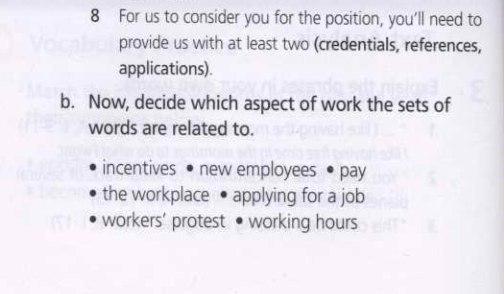 8 For us to consider you for the position, you'll need to
provide us with at least two (credentials, references,
applications).
b. Now, decide which aspect of work the sets of
words are related to.
• incentives • new employees • pay
• the workplace • applying for a job
• workers' protest • working hours